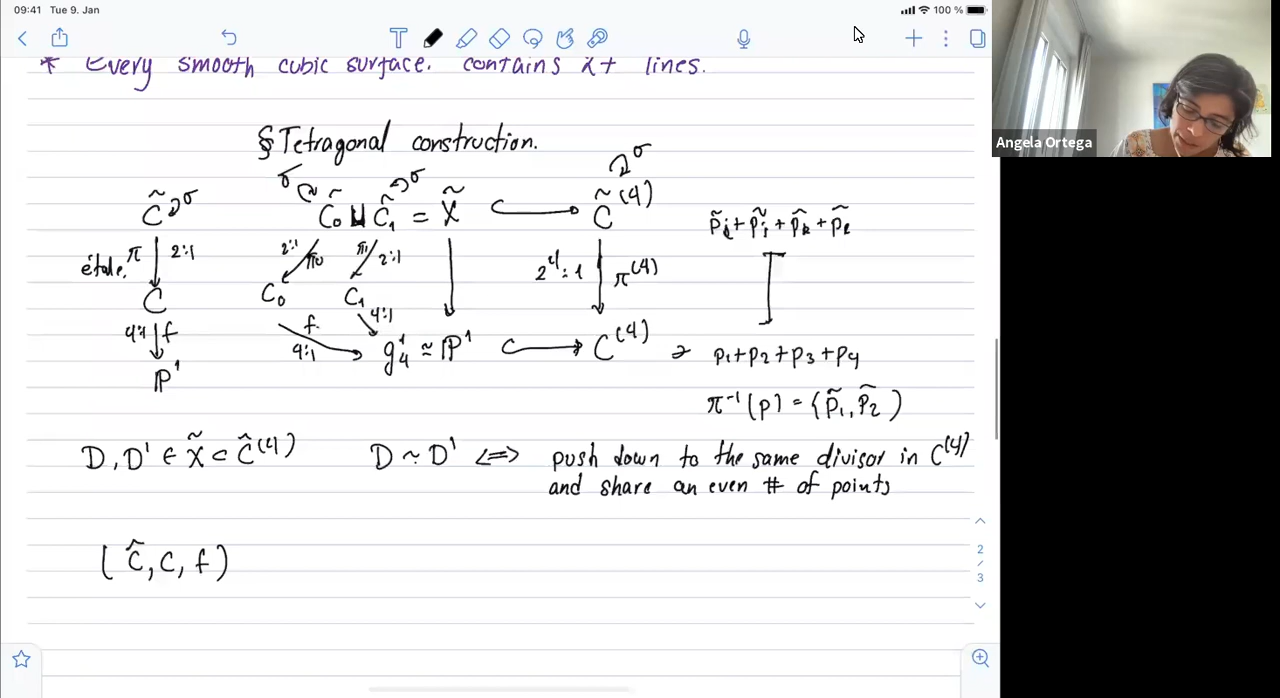 09:41 Tue 9. Jan
100 %
* Every smooth cubic surface. contains 27 lines.
§ Tetragonal construction.
C̃ ↻σ
σ ↻ C̃₀ ⊔ C̃₁ ↻σ = X̃ ↪ C̃⁽⁴⁾ ↻σ
p̃ᵢ + p̃ⱼ + p̃ₖ + p̃ₗ
étale. π 2:1
2:1 π₀ π₁ 2:1
2⁴:1 π⁽⁴⁾
C C₀ C₁
4:1 f f 4:1 4:1
P¹
g¹₄ ≃ P¹ ↪ C⁽⁴⁾ ∋ p₁+p₂+p₃+p₄
π⁻¹(p) = {p̃₁, p̃₂}
D, D' ∈ X̃ ⊂ C̃⁽⁴⁾ D ~ D' ⟺ push down to the same divisor in C⁽⁴⁾
and share an even # of points
(C̃, C, f)
Angela Ortega
2
/
3